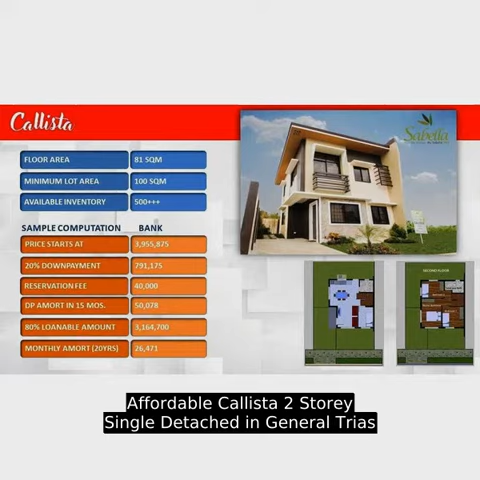 Callista
Sabella
FLOOR AREA 81 SQM
MINIMUM LOT AREA 100 SQM
AVAILABLE INVENTORY 500+++
SAMPLE COMPUTATION BANK
PRICE STARTS AT 3,955,875
20% DOWNPAYMENT 791,175
RESERVATION FEE 40,000
DP AMORT IN 15 MOS. 50,078
80% LOANABLE AMOUNT 3,164,700
MONTHLY AMORT (20YRS) 26,471
SECOND FLOOR
Affordable Callista 2 Storey
Single Detached in General Trias